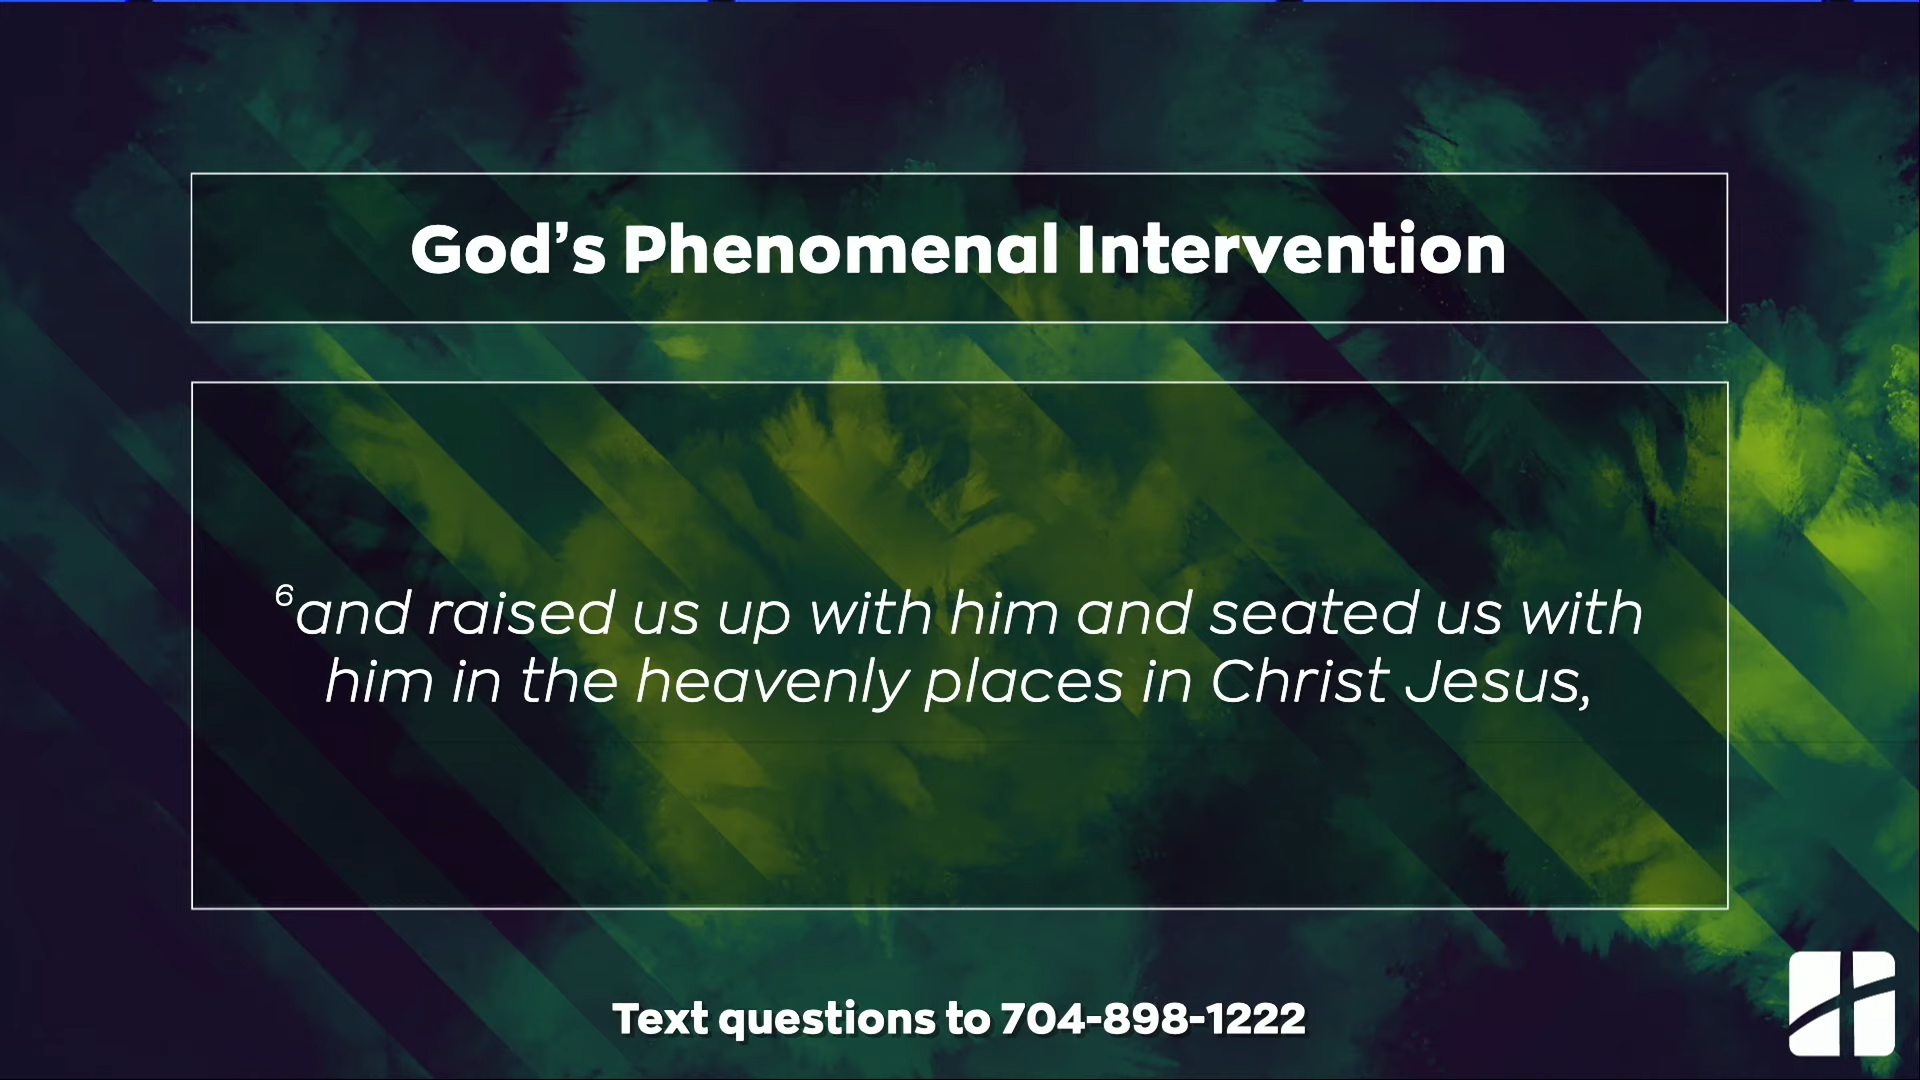 God’s Phenomenal Intervention
⁶and raised us up with him and seated us with
him in the heavenly places in Christ Jesus,
Text questions to 704-898-1222